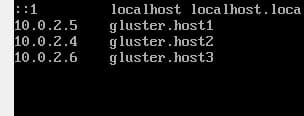 ::1 localhost localhost.loca
10.0.2.5 gluster.host1
10.0.2.4 gluster.host2
10.0.2.6 gluster.host3